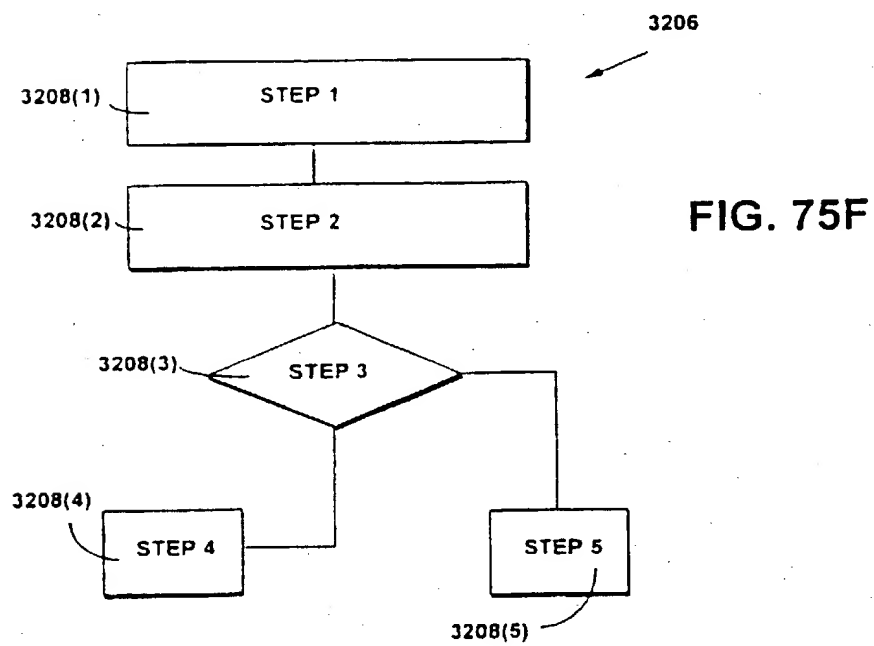 3206
3208(1)
STEP 1
3208(2)
STEP 2
FIG. 75F
3208(3)
STEP 3
3208(4)
STEP 4
STEP 5
3208(5)